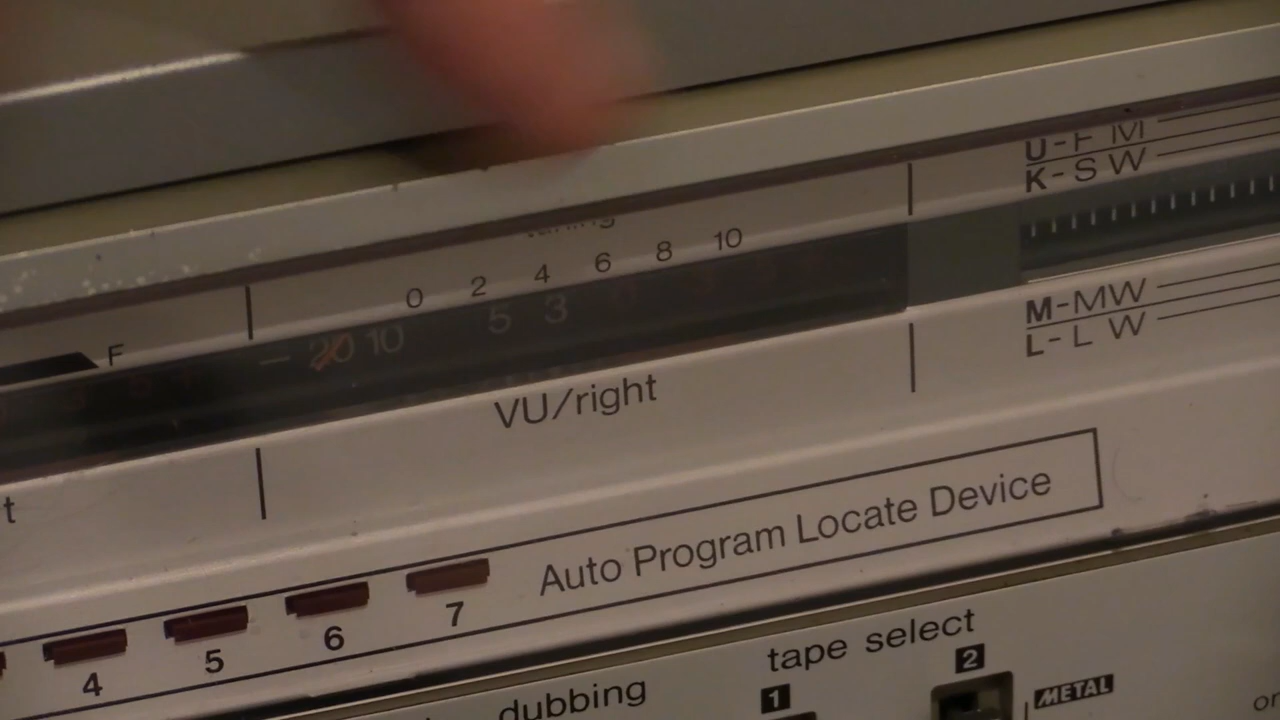 U-FM
K-SW
tuning
0 2 4 6 8 10
F
- 20 10 5 3
M-MW
L-LW
VU/right
t
Auto Program Locate Device
4 5 6 7
tape select
dubbing
1 2
METAL